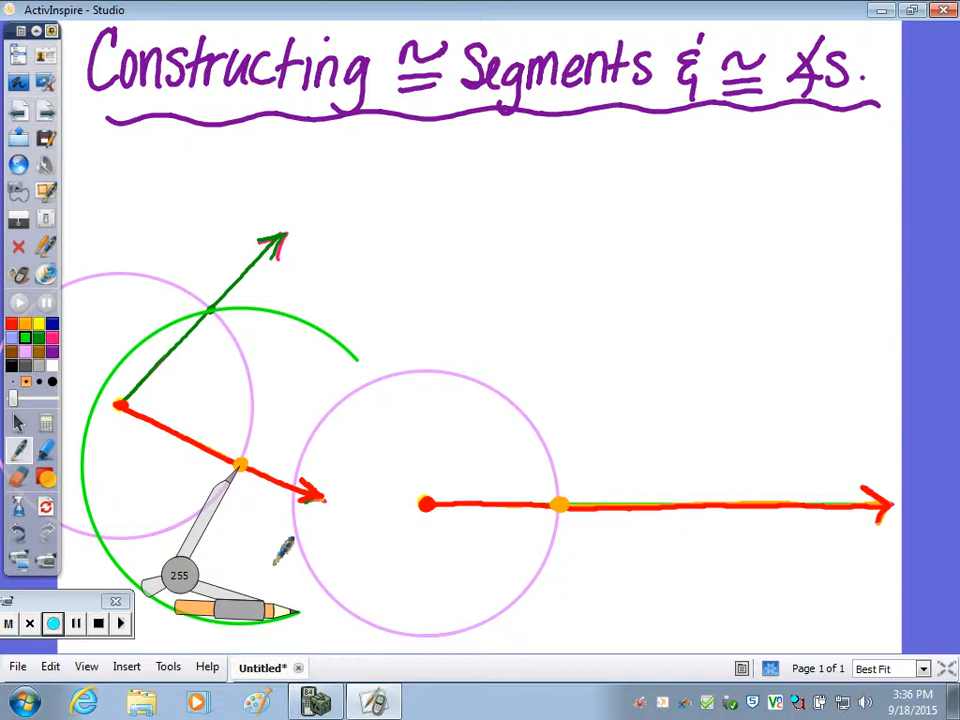 ActivInspire - Studio
Constructing ≅ Segments & ≅ ∡s.
255
M
File Edit View Insert Tools Help Untitled* Page 1 of 1 Best Fit
3:36 PM
9/18/2015